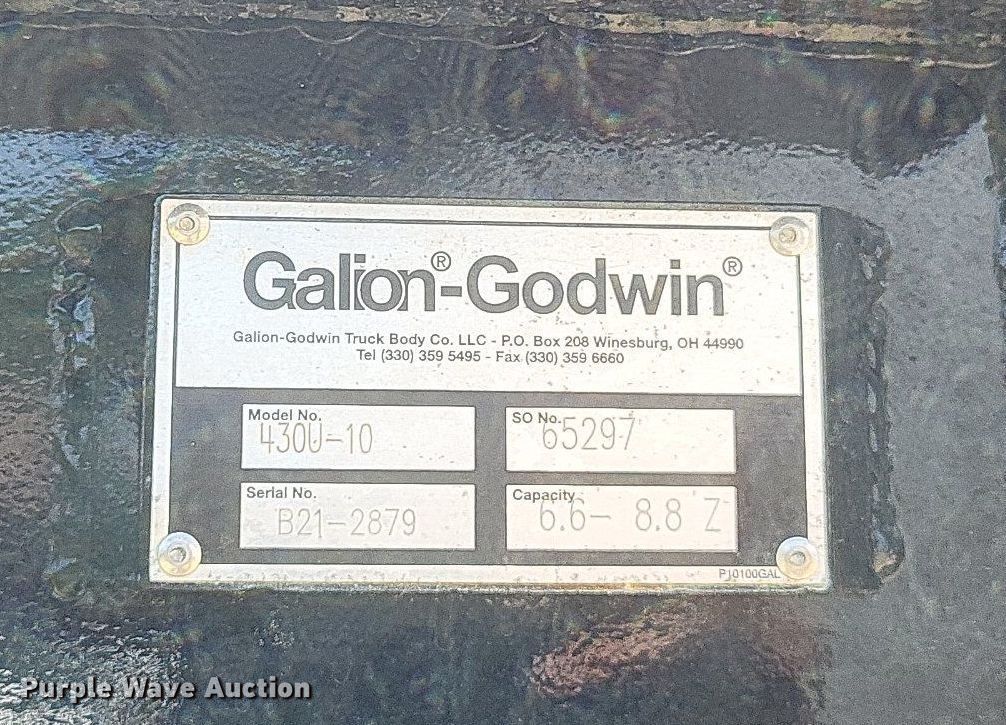 Galion®-Godwin®
Galion-Godwin Truck Body Co. LLC - P.O. Box 208 Winesburg, OH 44990
Tel (330) 359 5495 - Fax (330) 359 6660
Model No.
430U-10
SO No.
65297
Serial No.
B21-2879
Capacity
6.6- 8.8 Z
P10100GAL
Purple Wave Auction